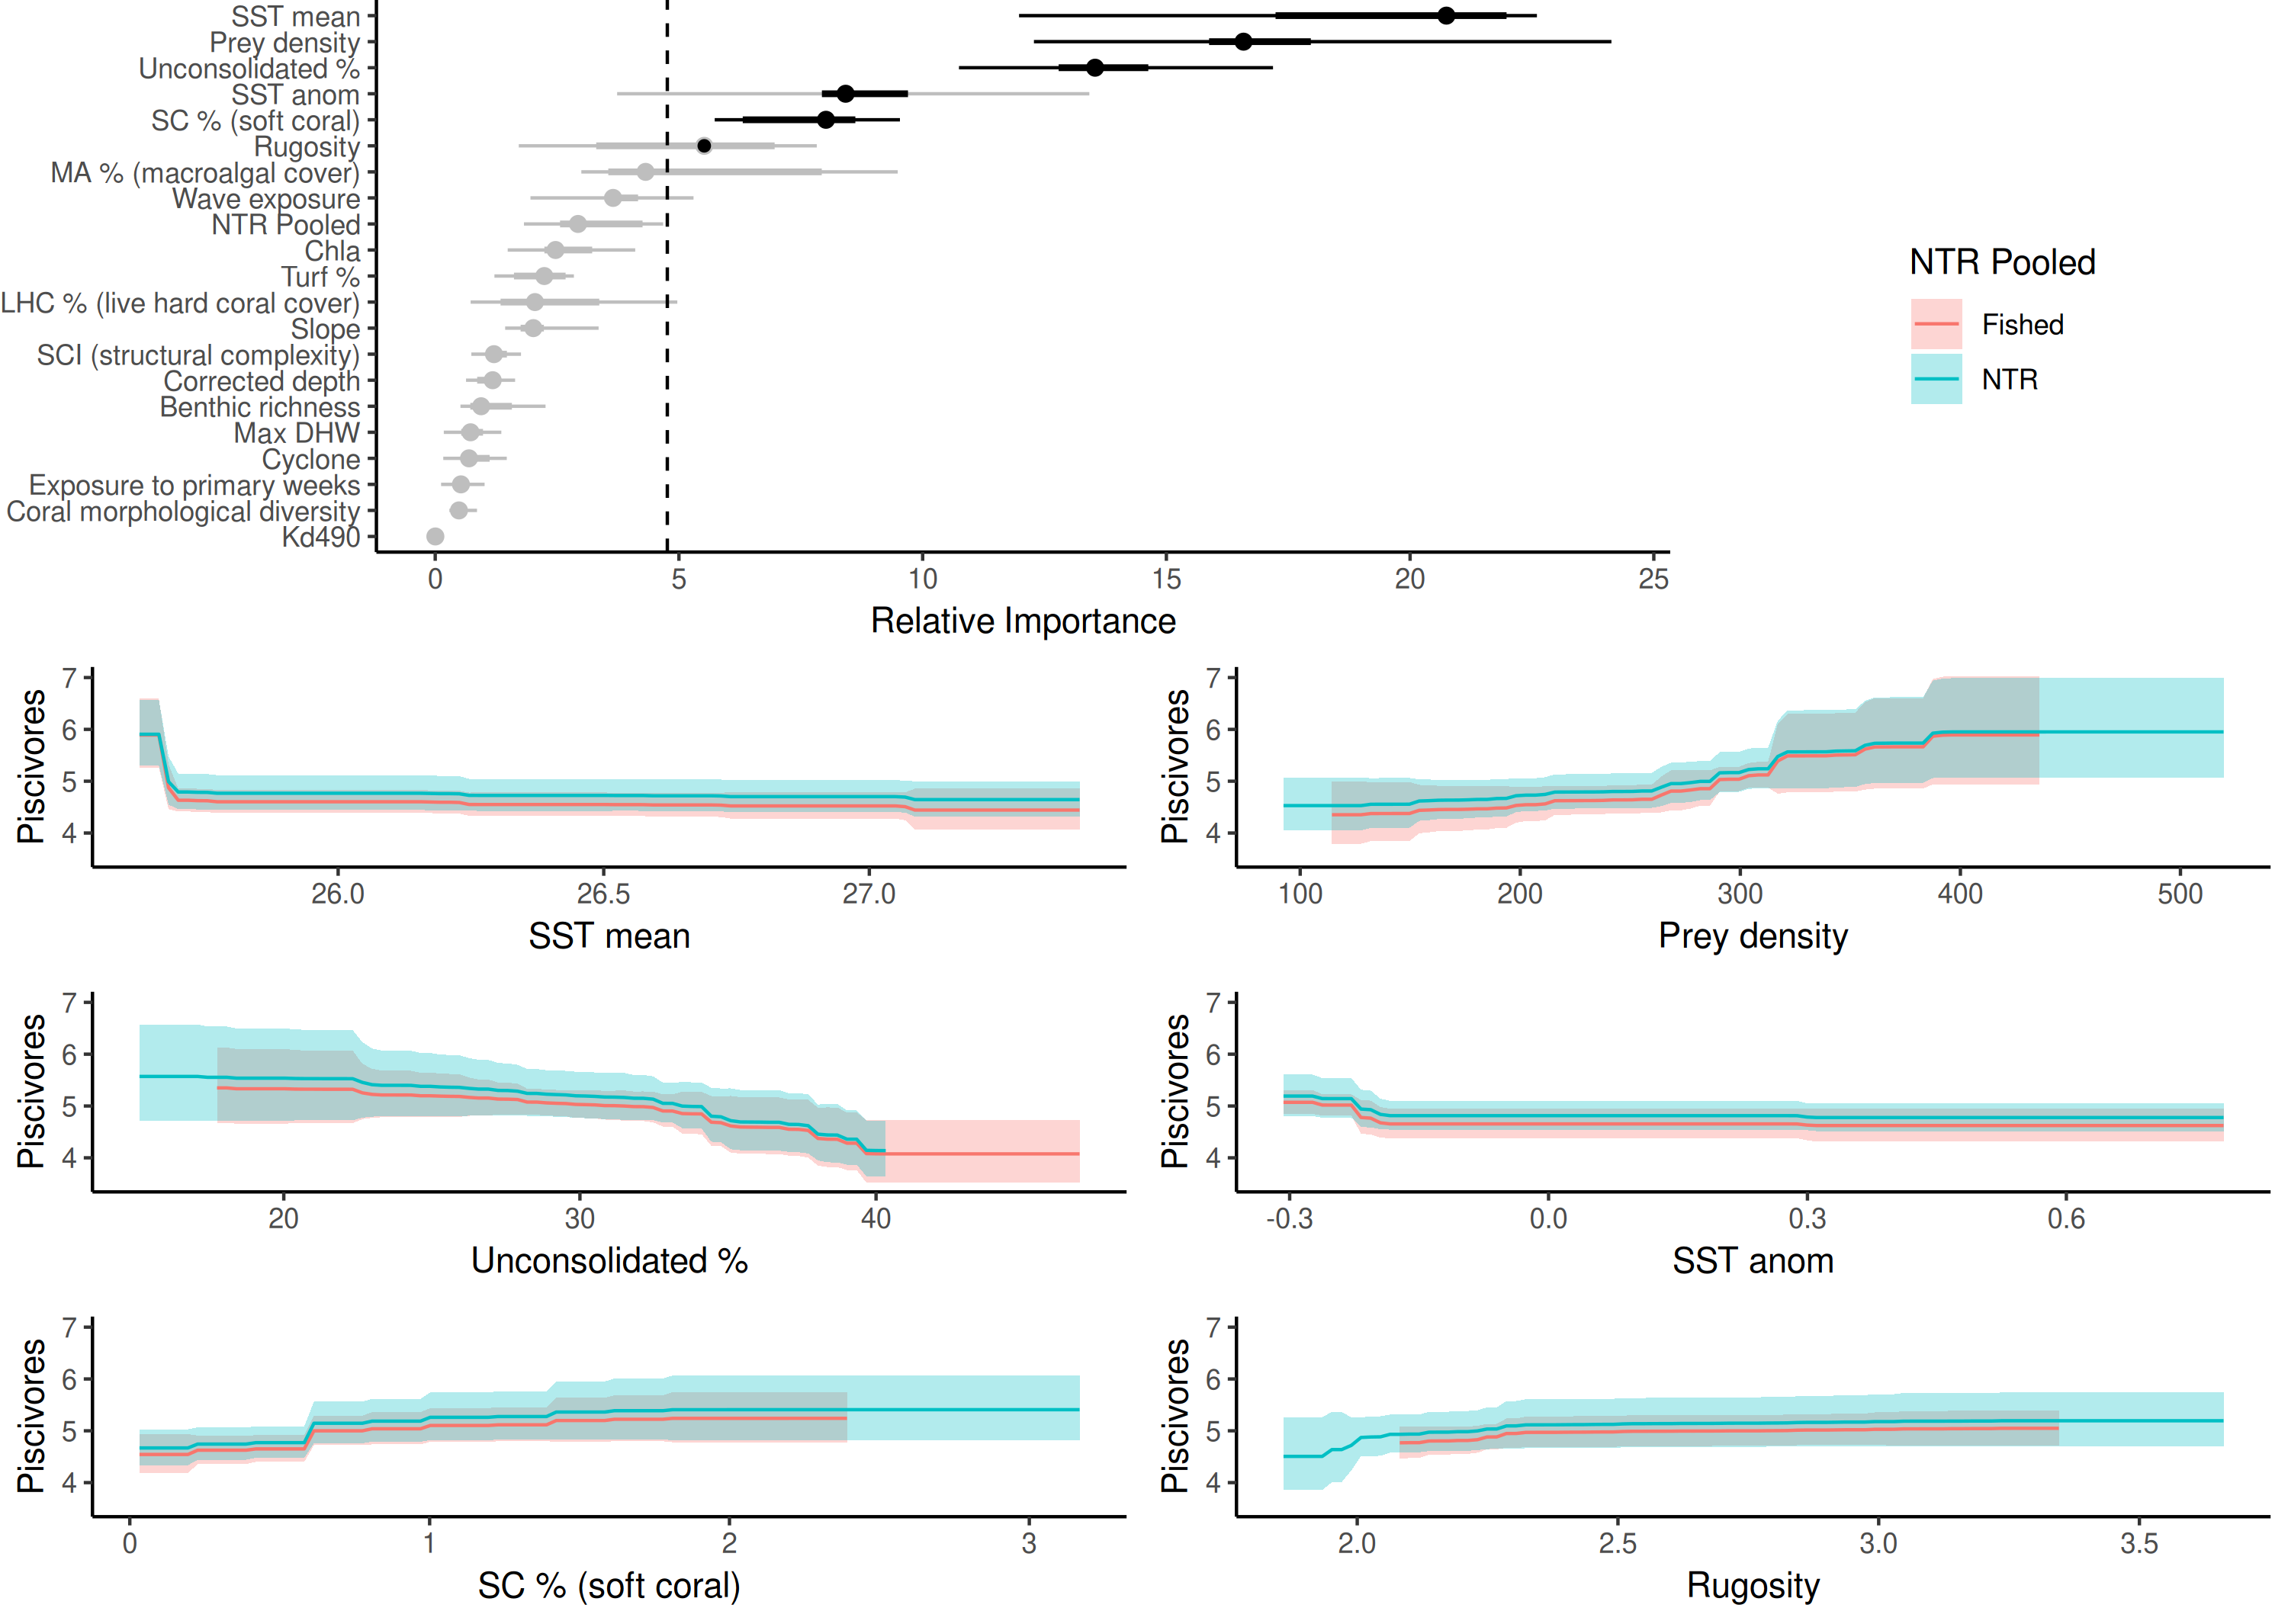 SST mean
Prey density
Unconsolidated %
SST anom
SC % (soft coral)
Rugosity
MA % (macroalgal cover)
Wave exposure
NTR Pooled
Chla
Turf %
LHC % (live hard coral cover)
Slope
SCI (structural complexity)
Corrected depth
Benthic richness
Max DHW
Cyclone
Exposure to primary weeks
Coral morphological diversity
Kd490
0 5 10 15 20 25
Relative Importance
NTR Pooled
Fished
NTR
7
6
5
4
Piscivores
26.0 26.5 27.0
SST mean
7
6
5
4
Piscivores
100 200 300 400 500
Prey density
7
6
5
4
Piscivores
20 30 40
Unconsolidated %
7
6
5
4
Piscivores
-0.3 0.0 0.3 0.6
SST anom
7
6
5
4
Piscivores
0 1 2 3
SC % (soft coral)
7
6
5
4
Piscivores
2.0 2.5 3.0 3.5
Rugosity